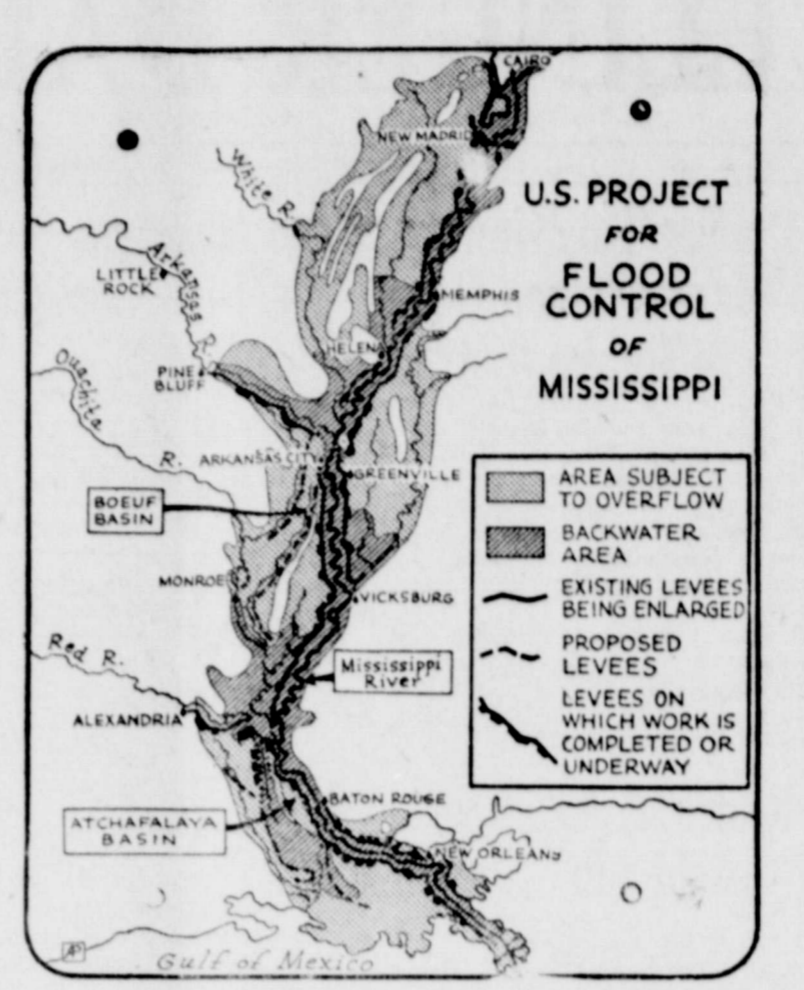 CAIRO
NEW MADRID
White R.
U.S. PROJECT
FOR
FLOOD
CONTROL
OF
MISSISSIPPI
Arkansas R.
LITTLE
ROCK
MEMPHIS
HELENA
Ouachita
R.
PINE
BLUFF
ARKANSAS CITY
GREENVILLE
BOEUF
BASIN
MONROE
VICKSBURG
AREA SUBJECT
TO OVERFLOW
BACKWATER
AREA
EXISTING LEVEES
BEING ENLARGED
PROPOSED
LEVEES
LEVEES ON
WHICH WORK IS
COMPLETED OR
UNDERWAY
Red R.
Mississippi
River
ALEXANDRIA
BATON ROUGE
ATCHAFALAYA
BASIN
NEW ORLEANS
AP
Gulf of Mexico